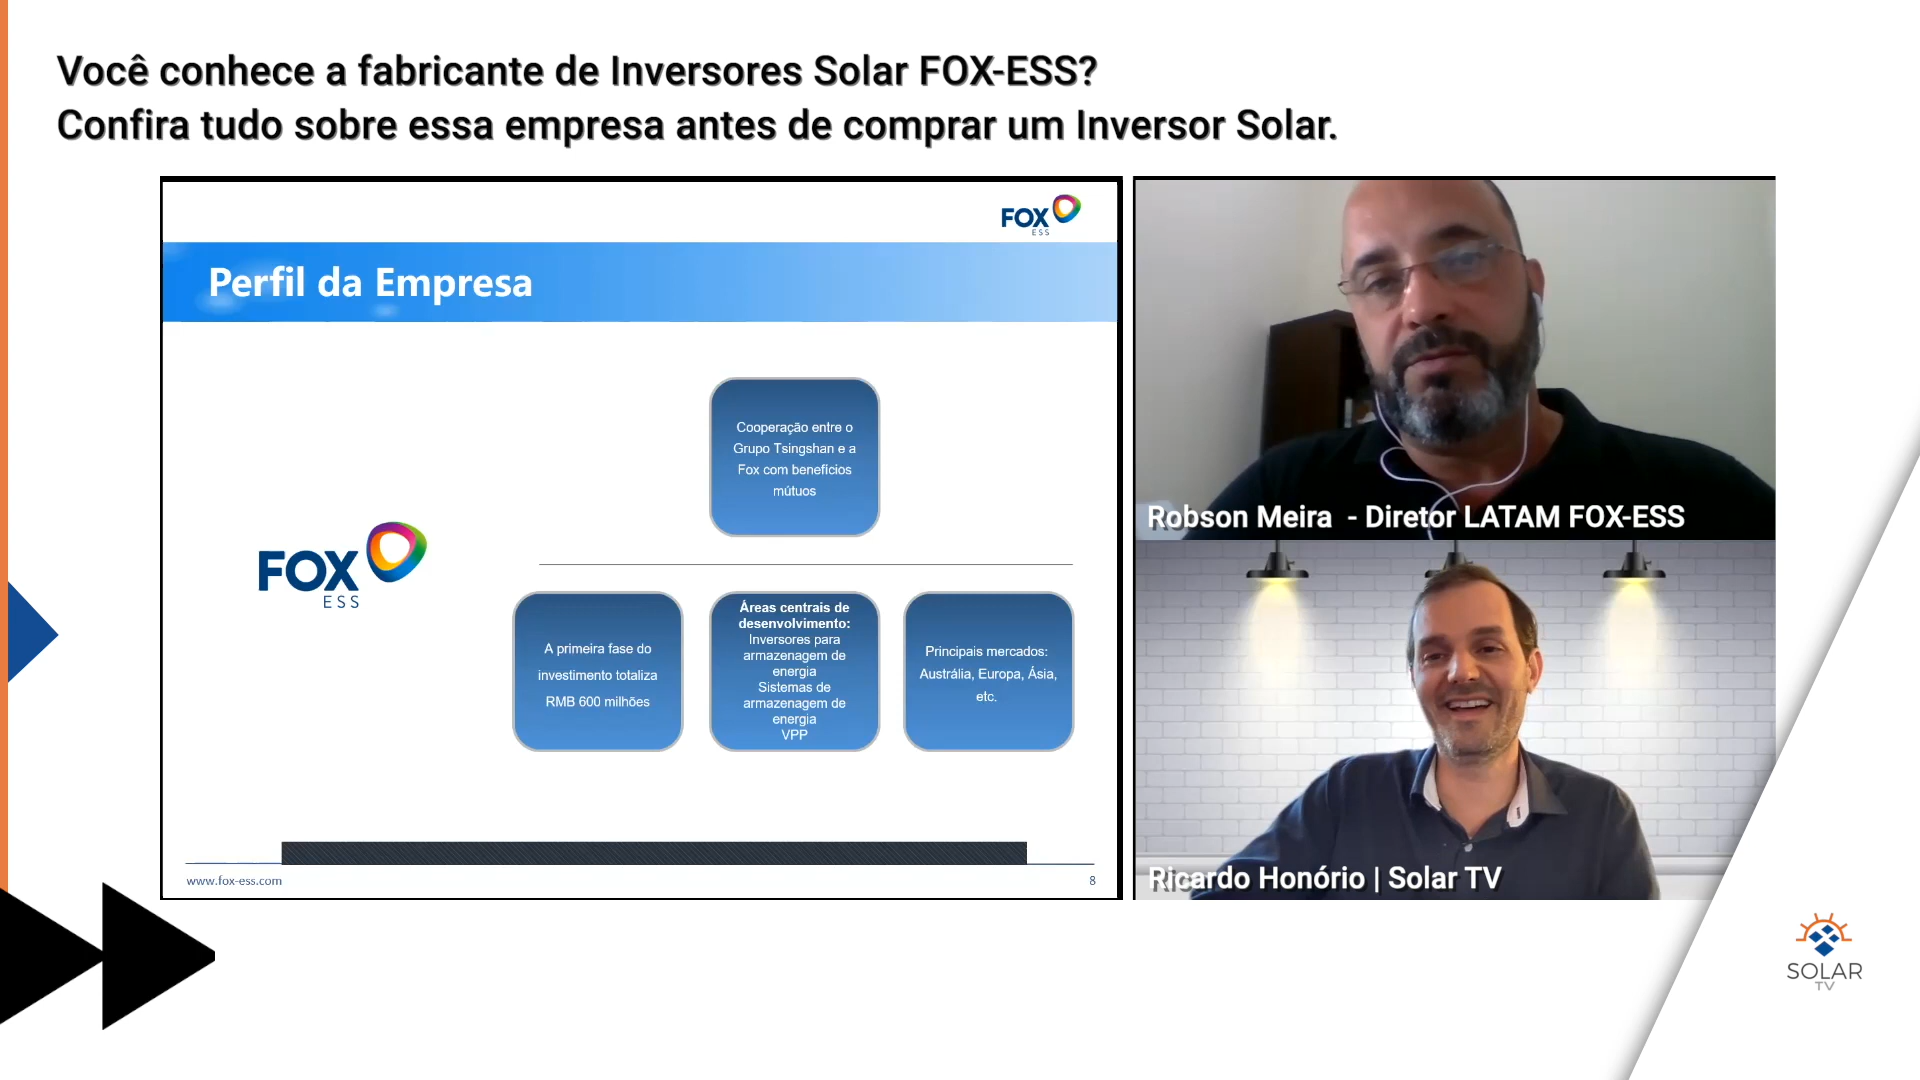 Você conhece a fabricante de Inversores Solar FOX-ESS?
Confira tudo sobre essa empresa antes de comprar um Inversor Solar.
FOX
ESS
Perfil da Empresa
Cooperação entre o
Grupo Tsingshan e a
Fox com benefícios
mútuos
FOX
ESS
A primeira fase do
investimento totaliza
RMB 600 milhões
Áreas centrais de
desenvolvimento:
Inversores para
armazenagem de
energia
Sistemas de
armazenagem de
energia
VPP
Principais mercados:
Austrália, Europa, Ásia,
etc.
www.fox-ess.com
8
Robson Meira - Diretor LATAM FOX-ESS
Ricardo Honório | Solar TV
SOLAR
TV